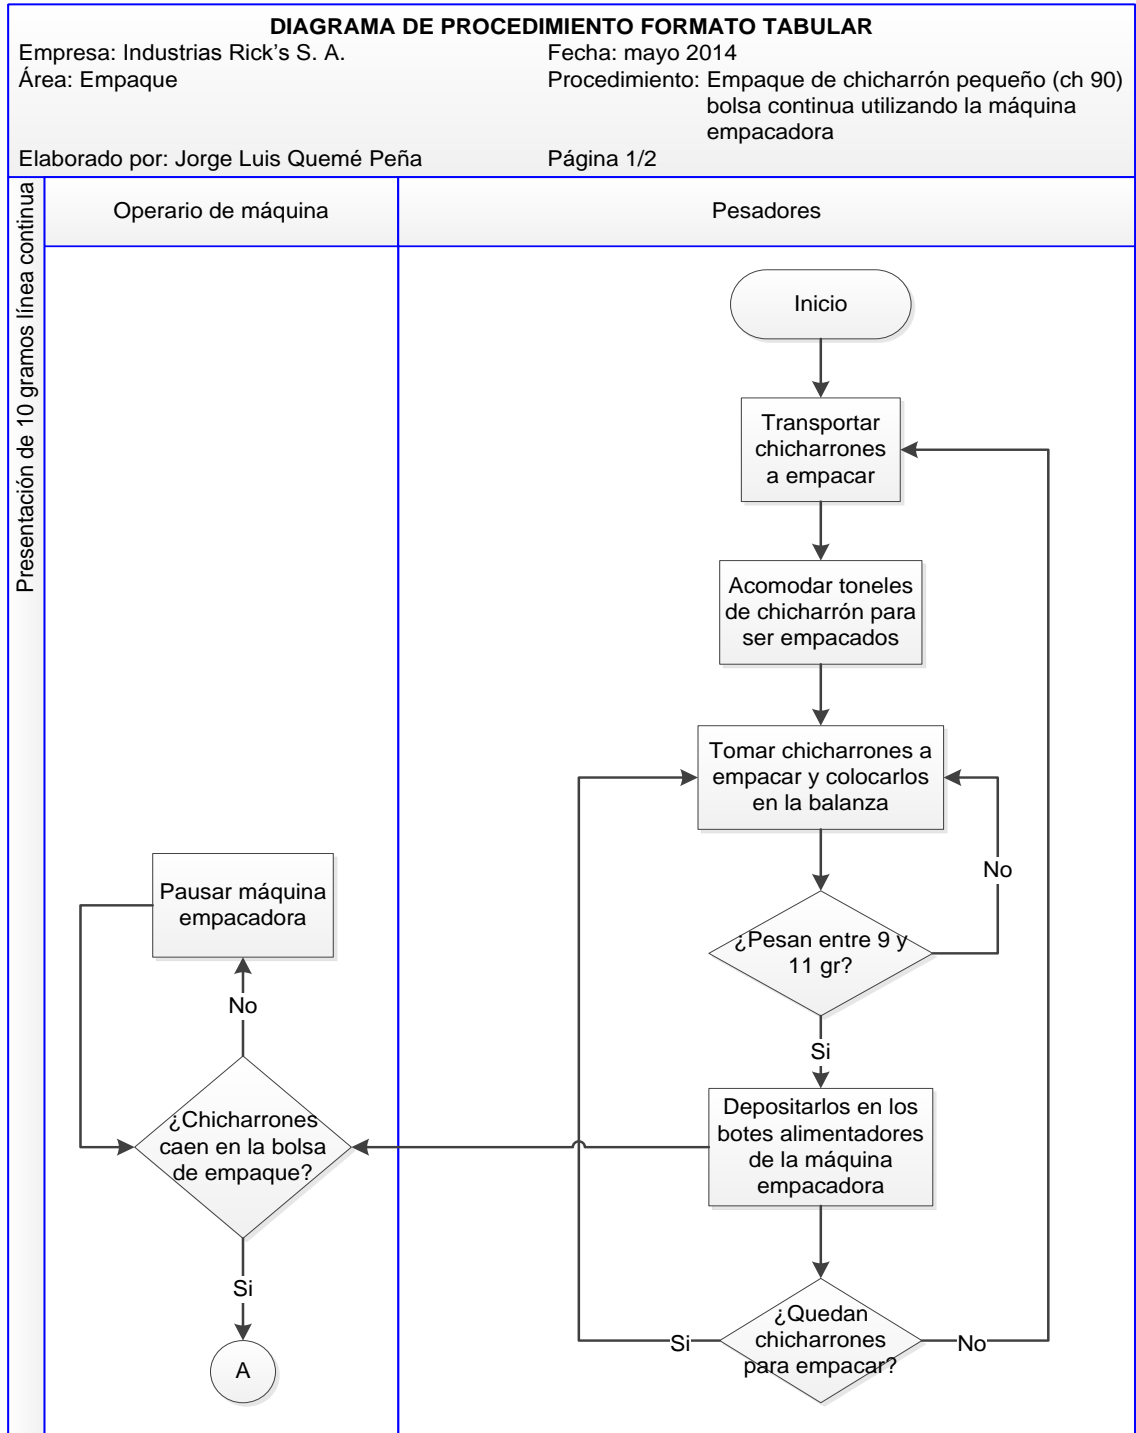 DIAGRAMA DE PROCEDIMIENTO FORMATO TABULAR
Empresa: Industrias Rick's S. A.
Fecha: mayo 2014
Área: Empaque
Procedimiento: Empaque de chicharrón pequeño (ch 90)
bolsa continua utilizando la máquina
empacadora
Elaborado por: Jorge Luis Quemé Peña
Página 1/2
Presentación de 10 gramos línea continua
Operario de máquina
Pesadores
Inicio
Transportar
chicharrones
a empacar
Acomodar toneles
de chicharrón para
ser empacados
Tomar chicharrones a
empacar y colocarlos
en la balanza
No
¿Pesan entre 9 y
11 gr?
Si
Depositarlos en los
botes alimentadores
de la máquina
empacadora
¿Quedan
chicharrones
para empacar?
Si
No
Pausar máquina
empacadora
No
¿Chicharrones
caen en la bolsa
de empaque?
Si
A